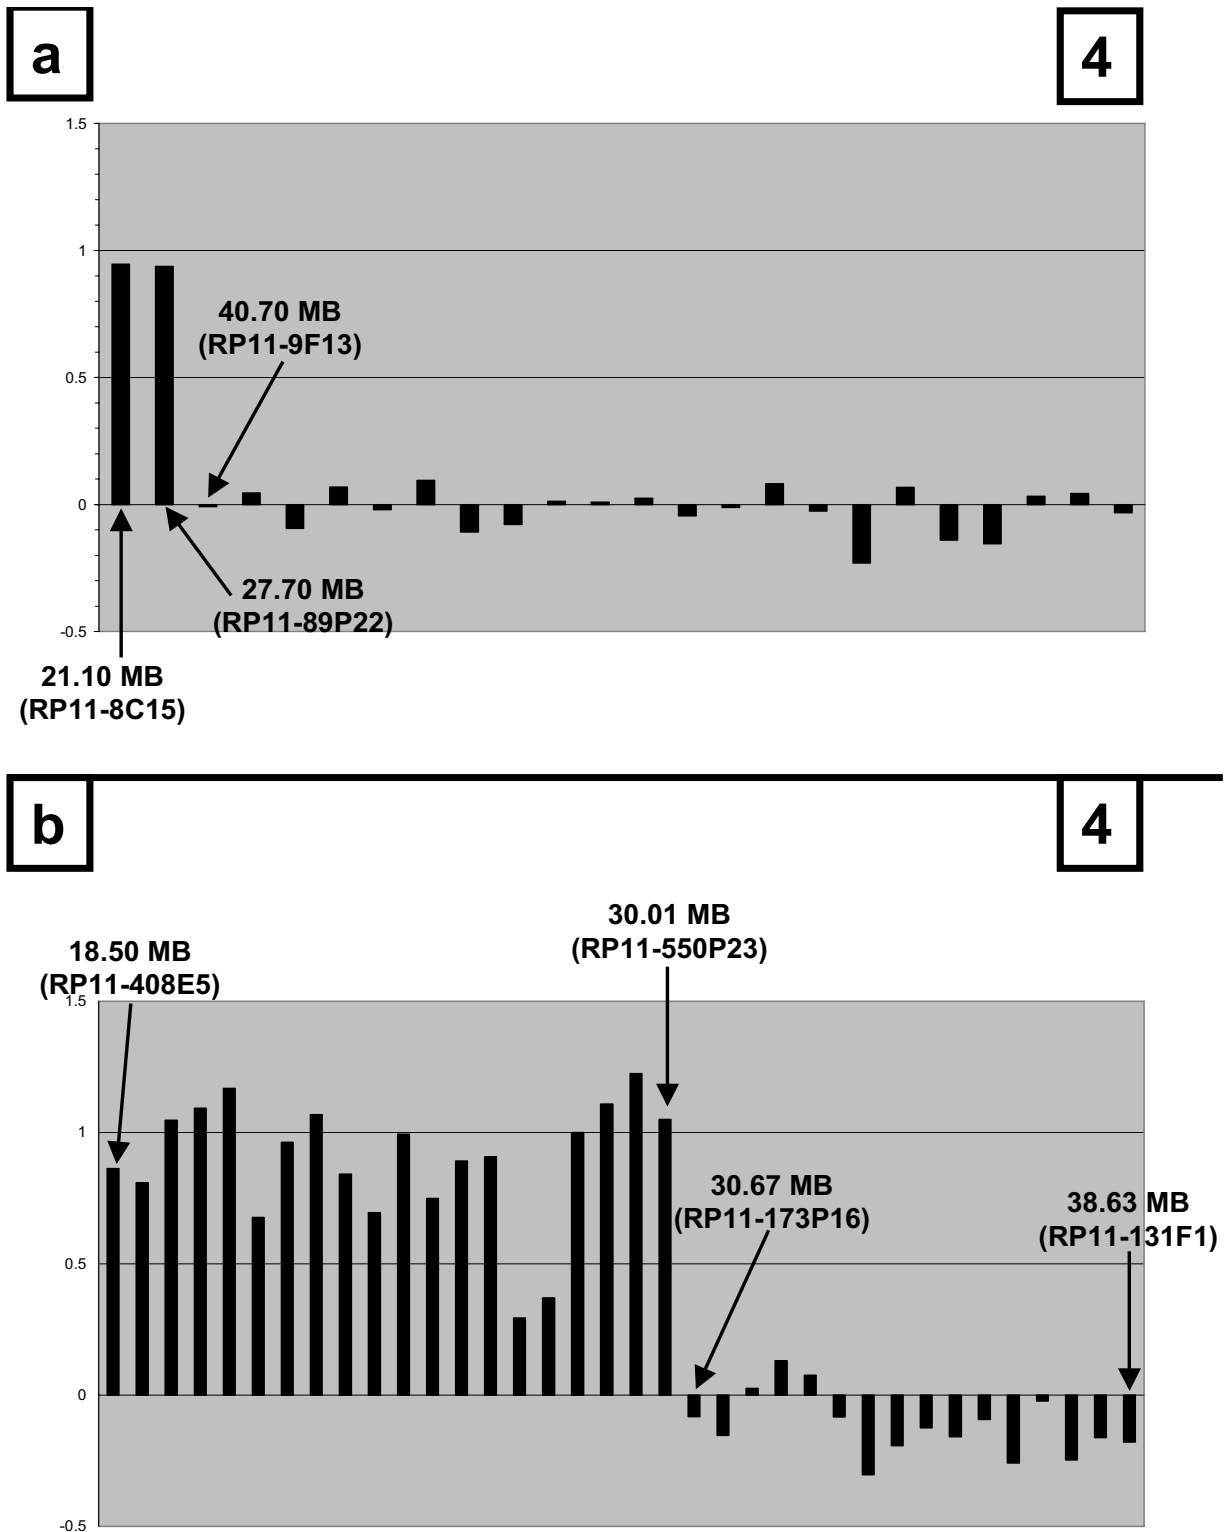 a
4
1.5
1
0.5
0
-0.5
40.70 MB
(RP11-9F13)
27.70 MB
(RP11-89P22)
21.10 MB
(RP11-8C15)
b
4
30.01 MB
(RP11-550P23)
18.50 MB
(RP11-408E5)
1.5
1
0.5
0
-0.5
30.67 MB
(RP11-173P16)
38.63 MB
(RP11-131F1)